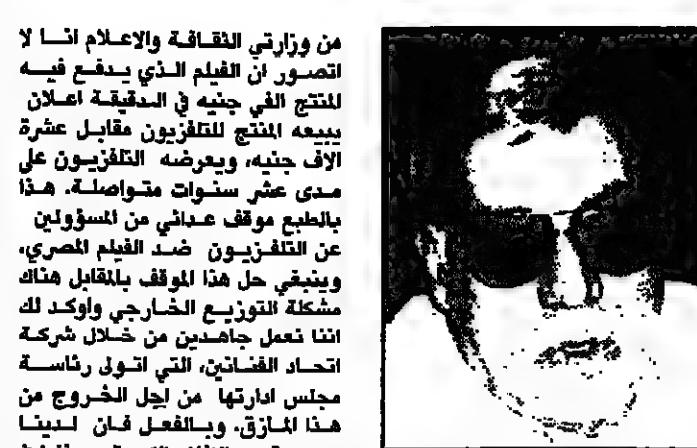 من وزارتي الثقافة والاعلام انا لا
اتصور ان الفيلم الذي يدفع فيه
المنتج الفي جنيه في الدقيقة اعلان
يبيعه المنتج للتلفزيون مقابل عشرة
الاف جنيه، ويعرضه التلفزيون على
مدى عشر سنوات متواصلة. هذا
بالطبع موقف عدائي من المسؤولين
عن التلفزيون ضد الفيلم المصري،
وينبغي حل هذا الموقف بالمقابل هناك
مشكلة التوزيع الخارجي واوكد لك
اننا نعمل جاهدين من خلال شركة
اتحاد الفنانين، التي اتولى رئاسة
مجلس ادارتها من اجل الخروج من
هذا المازق. وبالفعل فان لدينا